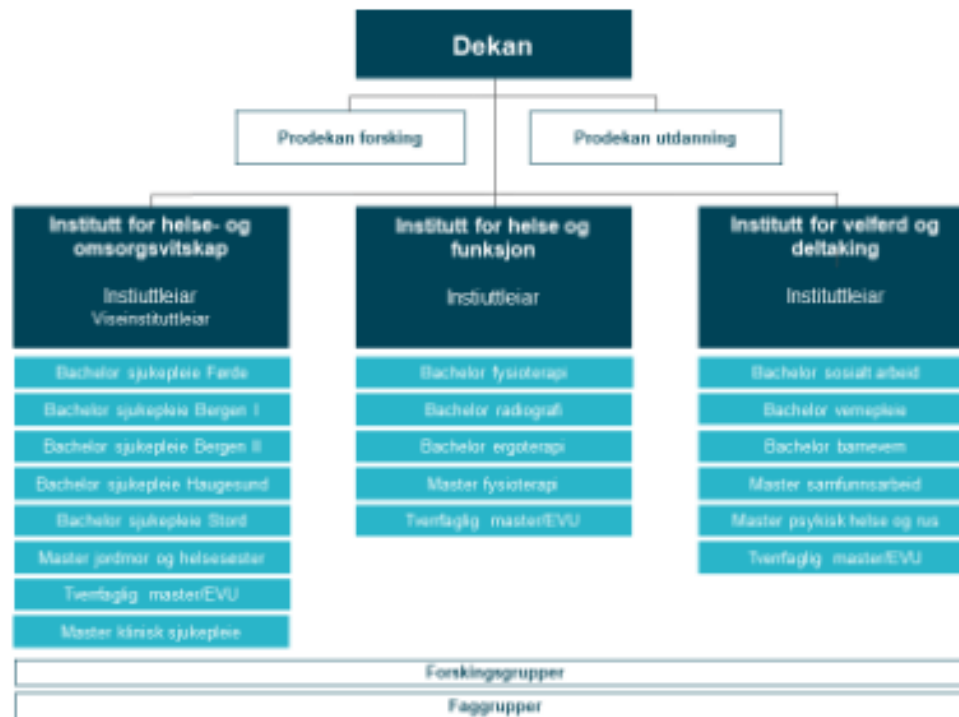 Dekan
Prodekan forsking
Prodekan utdanning
Institutt for helse- og
omsorgsvitskap
Instiuttleiar
Viseinstituttleiar
Bachelor sjukepleie Førde
Bachelor sjukepleie Bergen I
Bachelor sjukepleie Bergen II
Bachelor sjukepleie Haugesund
Bachelor sjukepleie Stord
Master jordmor og helsesøster
Tverrfaglig master/EVU
Master klinisk sjukepleie
Institutt for helse og
funksjon
Instiuttleiar
Bachelor fysioterapi
Bachelor radiografi
Bachelor ergoterapi
Master fysioterapi
Tverrfaglig master/EVU
Institutt for velferd og
deltaking
Instituttleiar
Bachelor sosialt arbeid
Bachelor vernepleie
Bachelor barnevern
Master samfunnsarbeid
Master psykisk helse og rus
Tverrfaglig master/EVU
Forskingsgrupper
Faggrupper